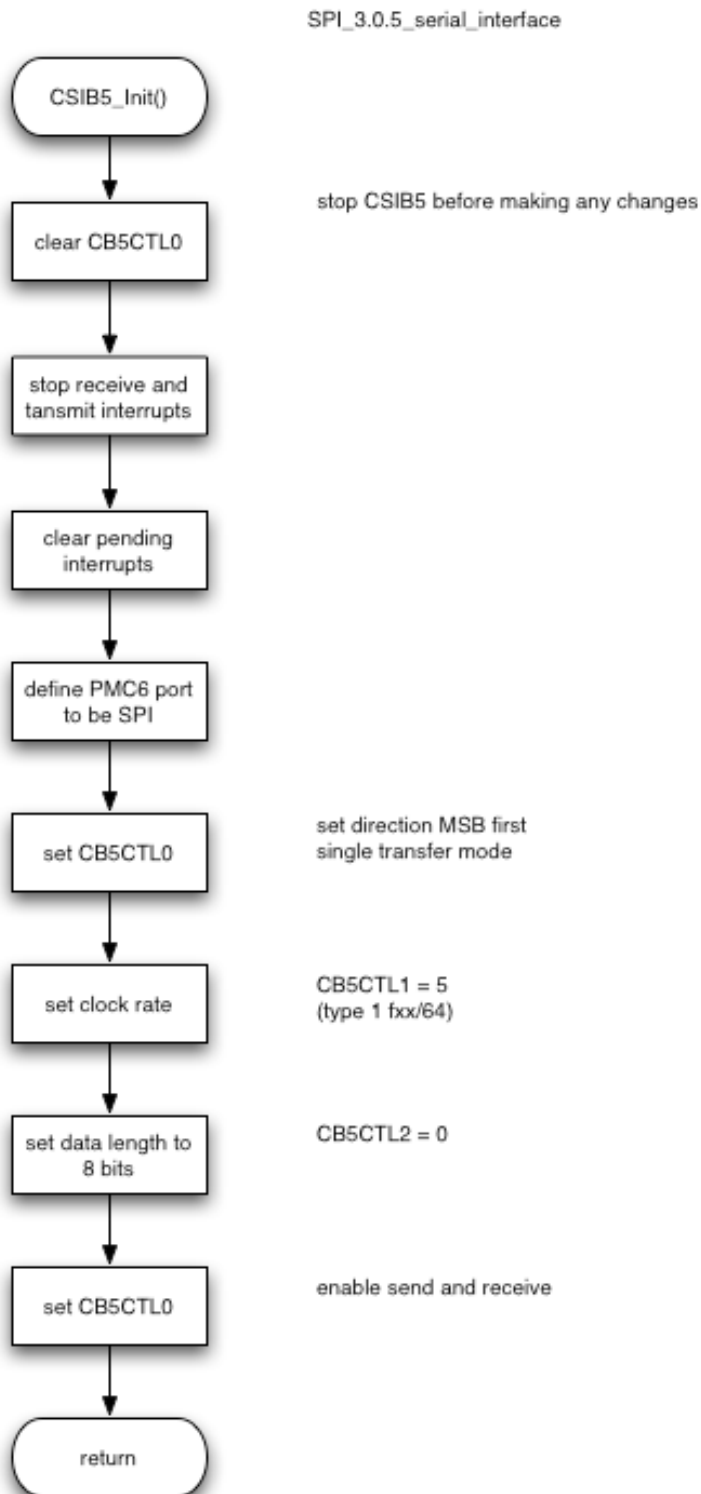 SPI_3.0.5_serial_interface
CSIB5_Init()
stop CSIB5 before making any changes
clear CB5CTL0
stop receive and
tansmit interrupts
clear pending
interrupts
define PMC6 port
to be SPI
set CB5CTL0
set direction MSB first
single transfer mode
set clock rate
CB5CTL1 = 5
(type 1 fxx/64)
set data length to
8 bits
CB5CTL2 = 0
set CB5CTL0
enable send and receive
return